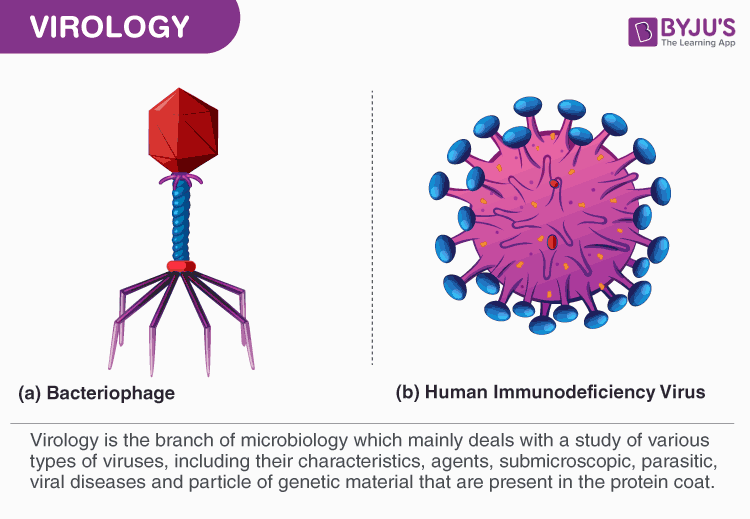 VIROLOGY
BYJU'S
The Learning App
(a) Bacteriophage
(b) Human Immunodeficiency Virus
Virology is the branch of microbiology which mainly deals with a study of various
types of viruses, including their characteristics, agents, submicroscopic, parasitic,
viral diseases and particle of genetic material that are present in the protein coat.